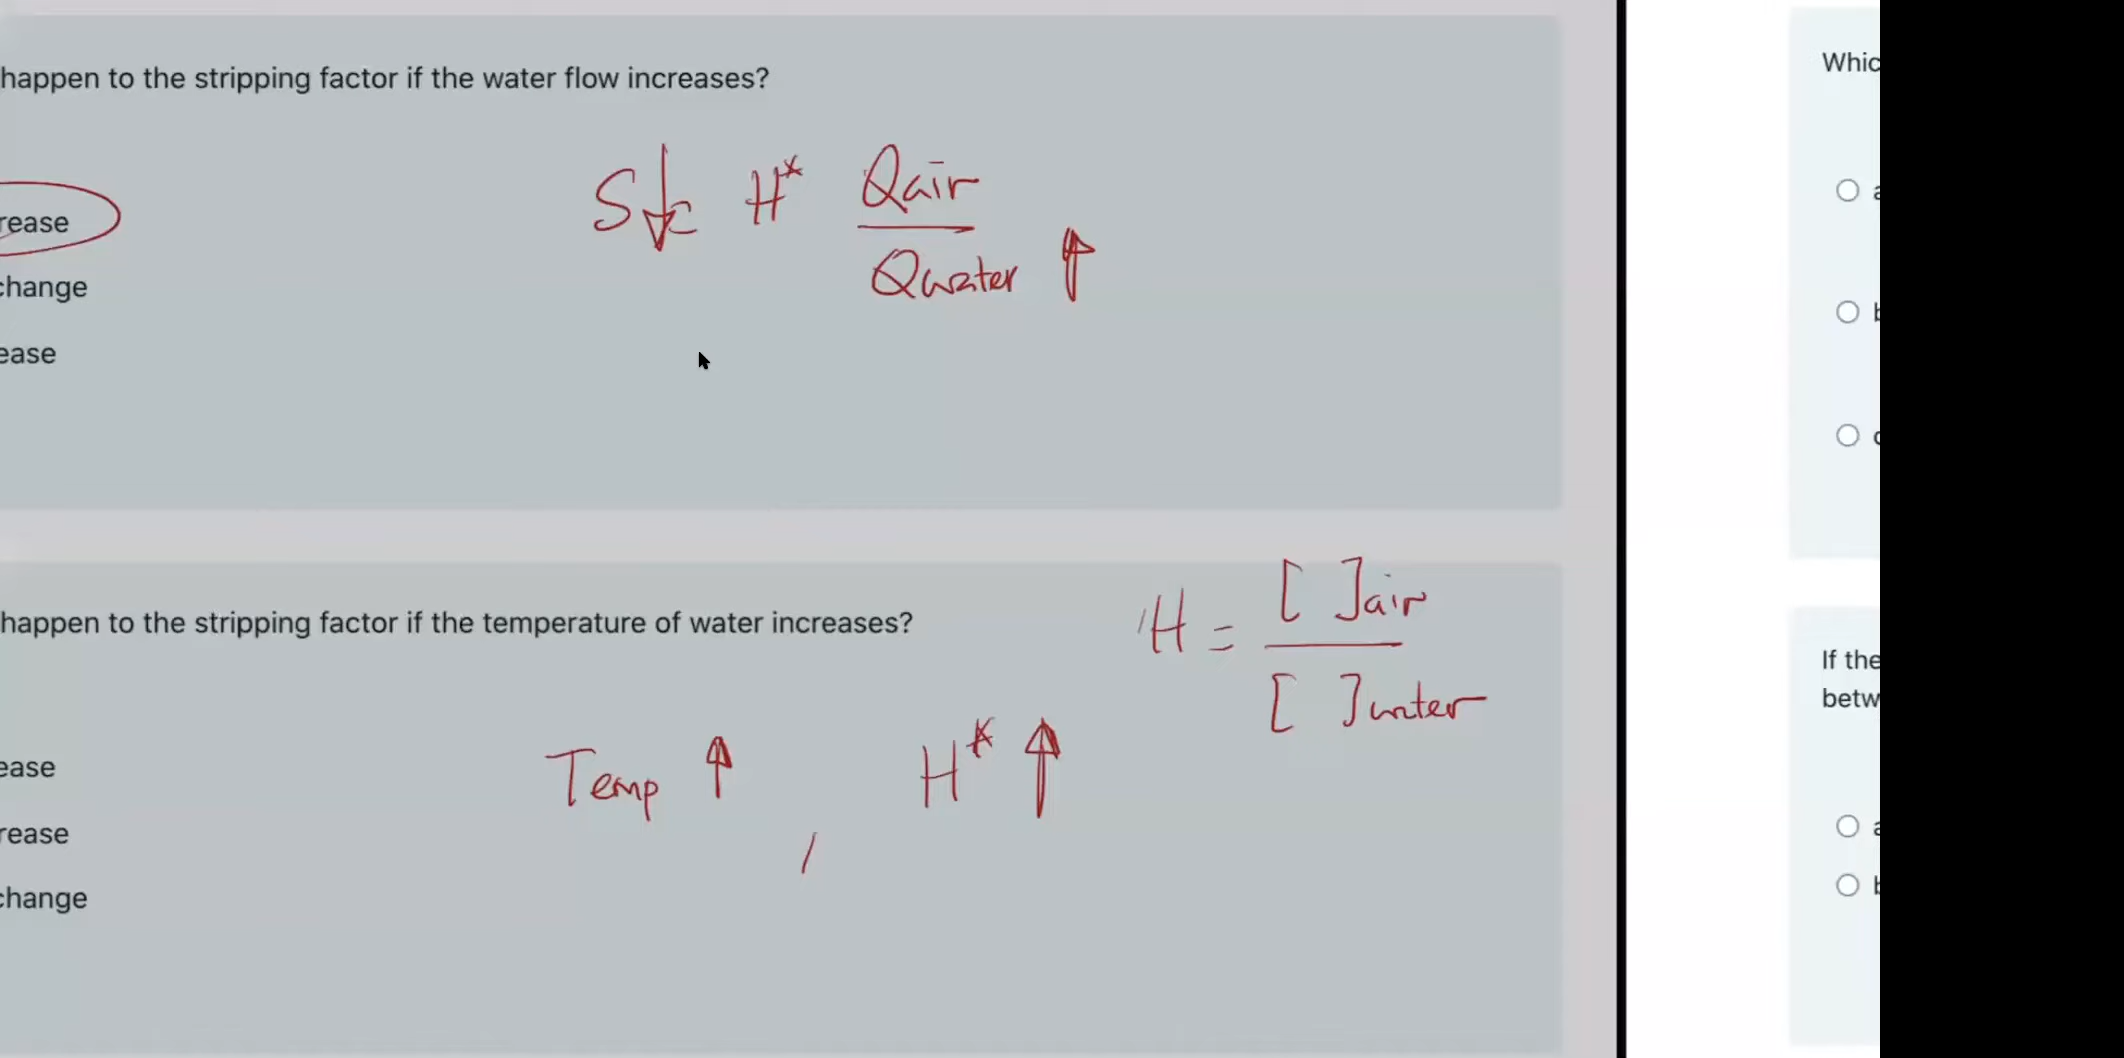 happen to the stripping factor if the water flow increases?
S = H* Qair
Qwater
rease
change
ease
happen to the stripping factor if the temperature of water increases?
H = [ ]air
[ ]water
Temp ↑ H* ↑
ease
rease
change
Whic
If the
betw